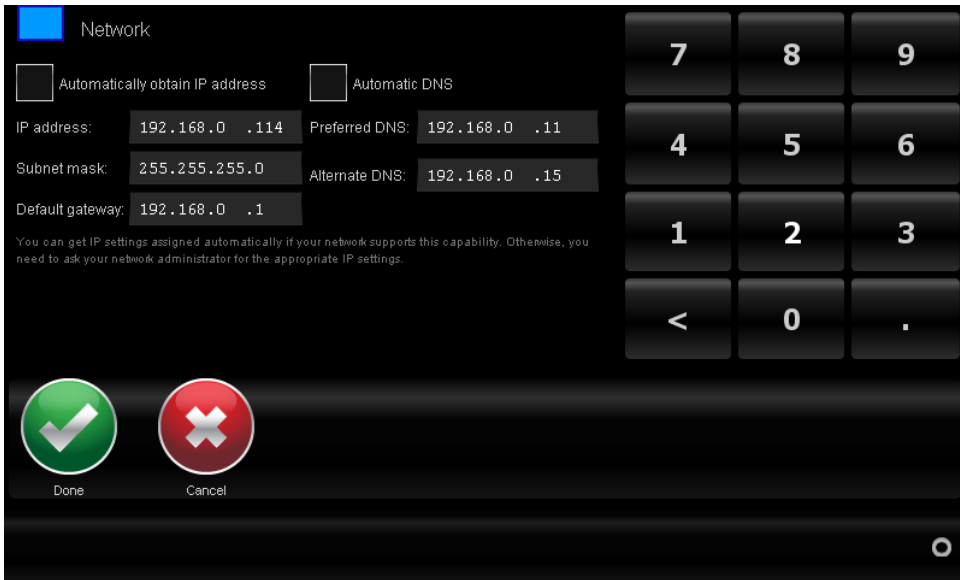 Network
Automatically obtain IP address
Automatic DNS
IP address: 192.168.0 .114
Preferred DNS: 192.168.0 .11
Subnet mask: 255.255.255.0
Alternate DNS: 192.168.0 .15
Default gateway: 192.168.0 .1
You can get IP settings assigned automatically if your network supports this capability. Otherwise, you
need to ask your network administrator for the appropriate IP settings.
7 8 9
4 5 6
1 2 3
< 0 .
Done
Cancel